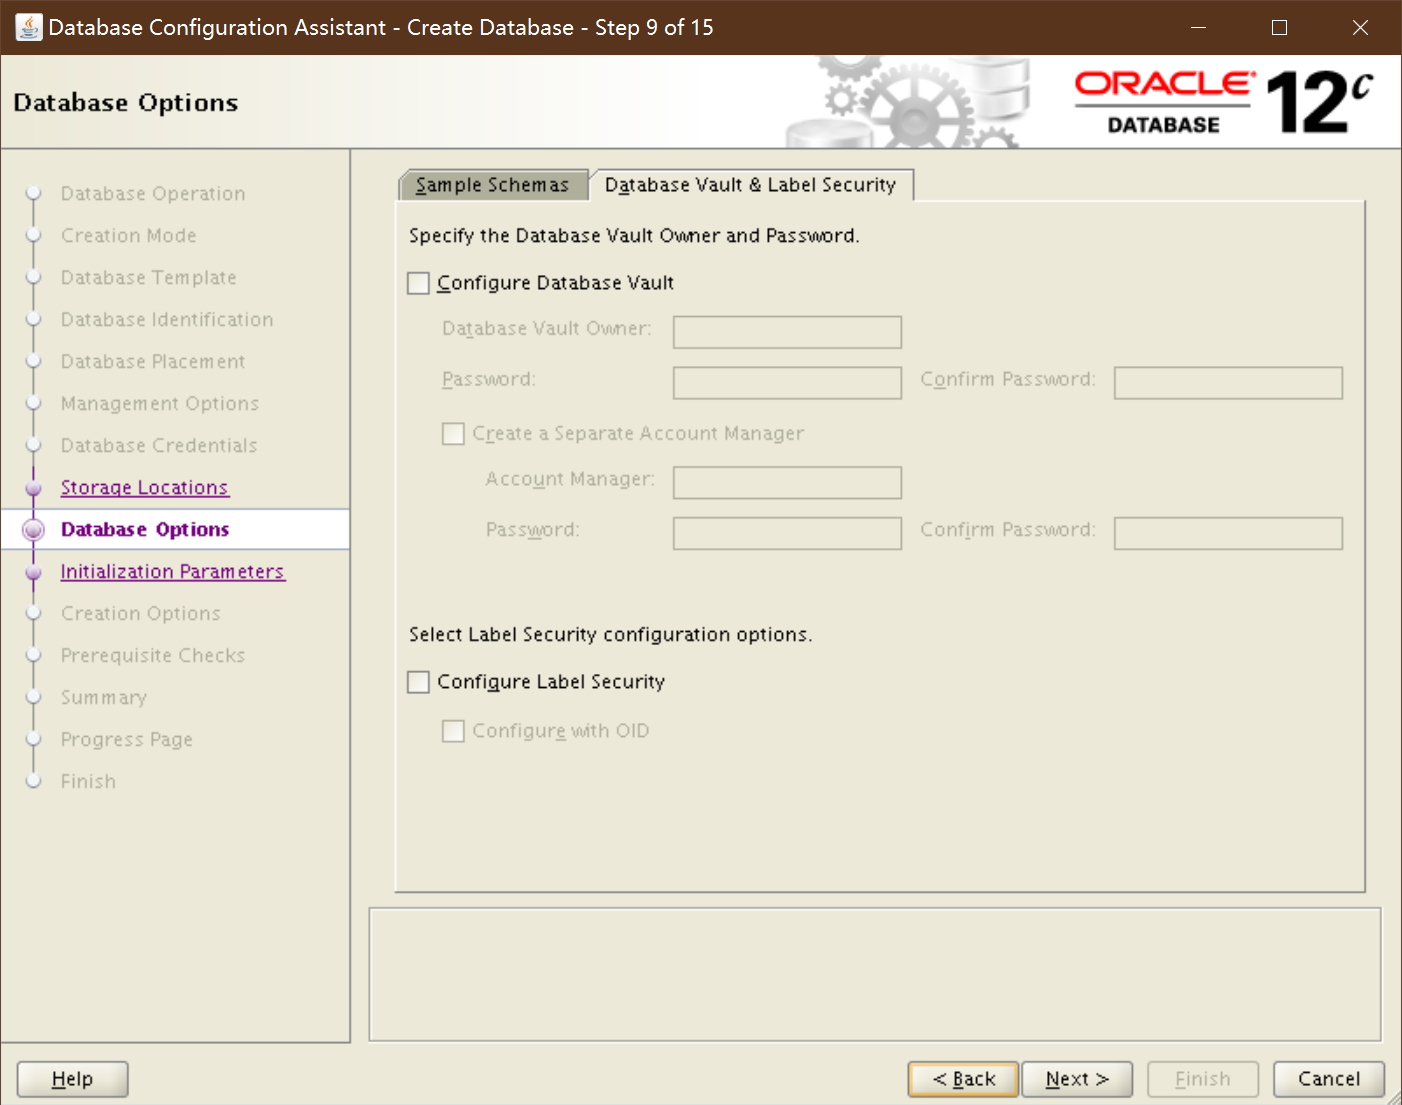 Database Configuration Assistant - Create Database - Step 9 of 15
Database Options
ORACLE
DATABASE
12c
Database Operation
Creation Mode
Database Template
Database Identification
Database Placement
Management Options
Database Credentials
Storage Locations
Database Options
Initialization Parameters
Creation Options
Prerequisite Checks
Summary
Progress Page
Finish
Sample Schemas
Database Vault & Label Security
Specify the Database Vault Owner and Password.
Configure Database Vault
Database Vault Owner:
Password: Confirm Password:
Create a Separate Account Manager
Account Manager:
Password: Confirm Password:
Select Label Security configuration options.
Configure Label Security
Configure with OID
Help
< Back
Next >
Finish
Cancel